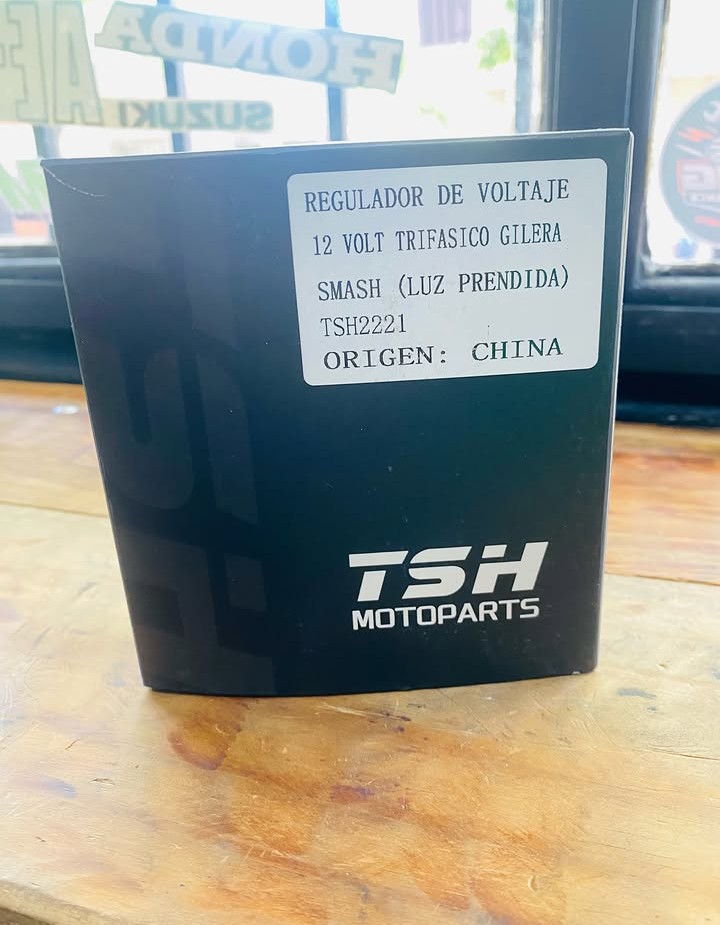 HONDA
SUZUKI
REGULADOR DE VOLTAJE
12 VOLT TRIFASICO GILERA
SMASH (LUZ PRENDIDA)
TSH2221
ORIGEN: CHINA
TSH
MOTOPARTS